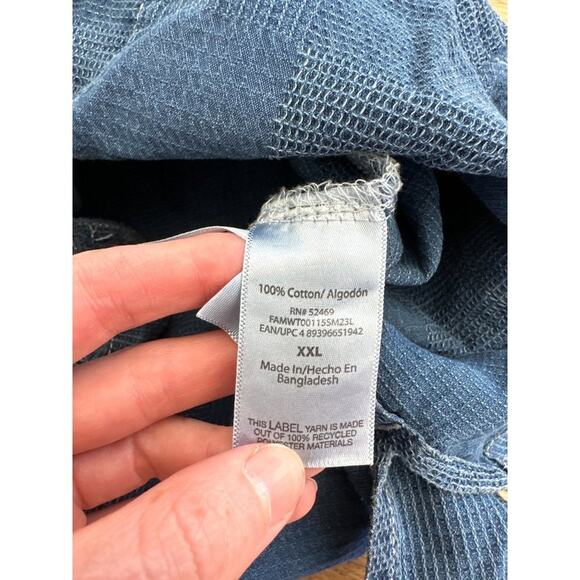 100% Cotton/ Algodón
RN# 52469
FAMWT00115SM23L
EAN/UPC 4 89396651942
XXL
Made In/Hecho En
Bangladesh
THIS LABEL YARN IS MADE
OUT OF 100% RECYCLED
POLYESTER MATERIALS